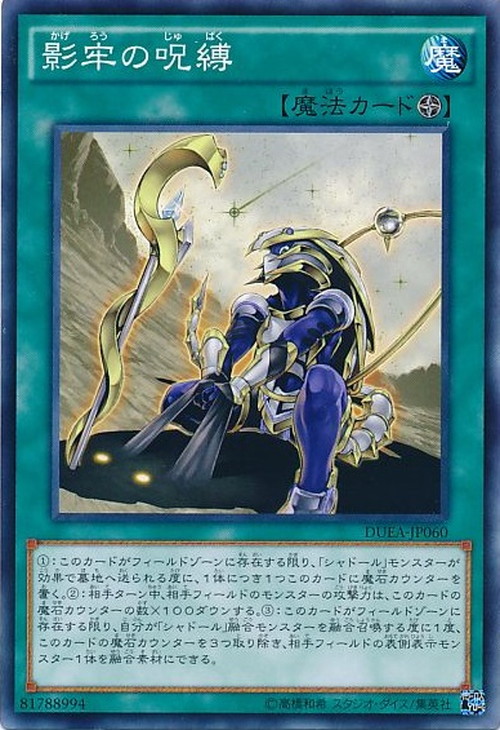 影牢の呪縛
魔
【魔法カード】
DUEA-JP060
①:このカードがフィールドゾーンに存在する限り、「シャドール」モンスターが
効果で墓地へ送られる度に、1体につき1つこのカードに魔石カウンターを
置く。②:相手ターン中、相手フィールドのモンスターの攻撃力は、このカードの
魔石カウンターの数×100ダウンする。③:このカードがフィールドゾーンに
存在する限り、自分が「シャドール」融合モンスターを融合召喚する度に1度、
このカードの魔石カウンターを3つ取り除き、相手フィールドの表側表示モン
スター1体を融合素材にできる。
81788994
©高橋和希 スタジオ・ダイス/集英社